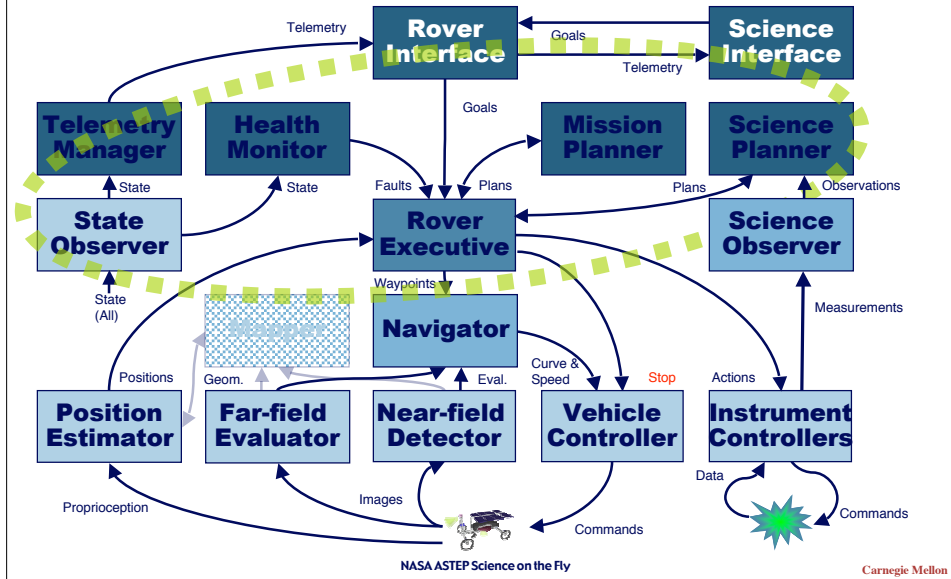 Rover
Interface
Science
Interface
Telemetry
Goals
Telemetry
Goals
Telemetry
Manager
Health
Monitor
Mission
Planner
Science
Planner
State
State
Faults
Plans
Plans
Observations
State
Observer
Rover
Executive
Science
Observer
State
(All)
Waypoints
Measurements
Mapper
Navigator
Positions
Geom.
Eval.
Curve &
Speed
Stop
Actions
Position
Estimator
Far-field
Evaluator
Near-field
Detector
Vehicle
Controller
Instrument
Controllers
Data
Images
Proprioception
Commands
Commands
NASA ASTEP Science on the Fly
Carnegie Mellon